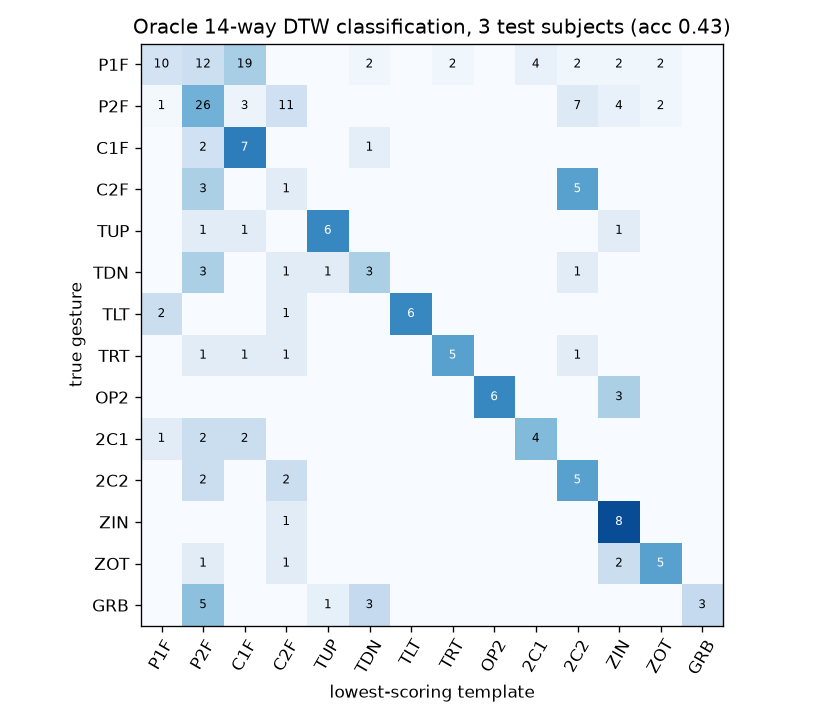 Oracle 14-way DTW classification, 3 test subjects (acc 0.43)
P1F 10 12 19 2 2 4 2 2 2
P2F 1 26 3 11 7 4 2
C1F 2 7 1
C2F 3 1 5
TUP 1 1 6 1
TDN 3 1 1 3 1
TLT 2 1 6
TRT 1 1 1 5 1
OP2 6 3
2C1 1 2 2 4
2C2 2 2 5
ZIN 1 8
ZOT 1 1 2 5
GRB 5 1 3 3
true gesture
P1F P2F C1F C2F TUP TDN TLT TRT OP2 2C1 2C2 ZIN ZOT GRB
lowest-scoring template